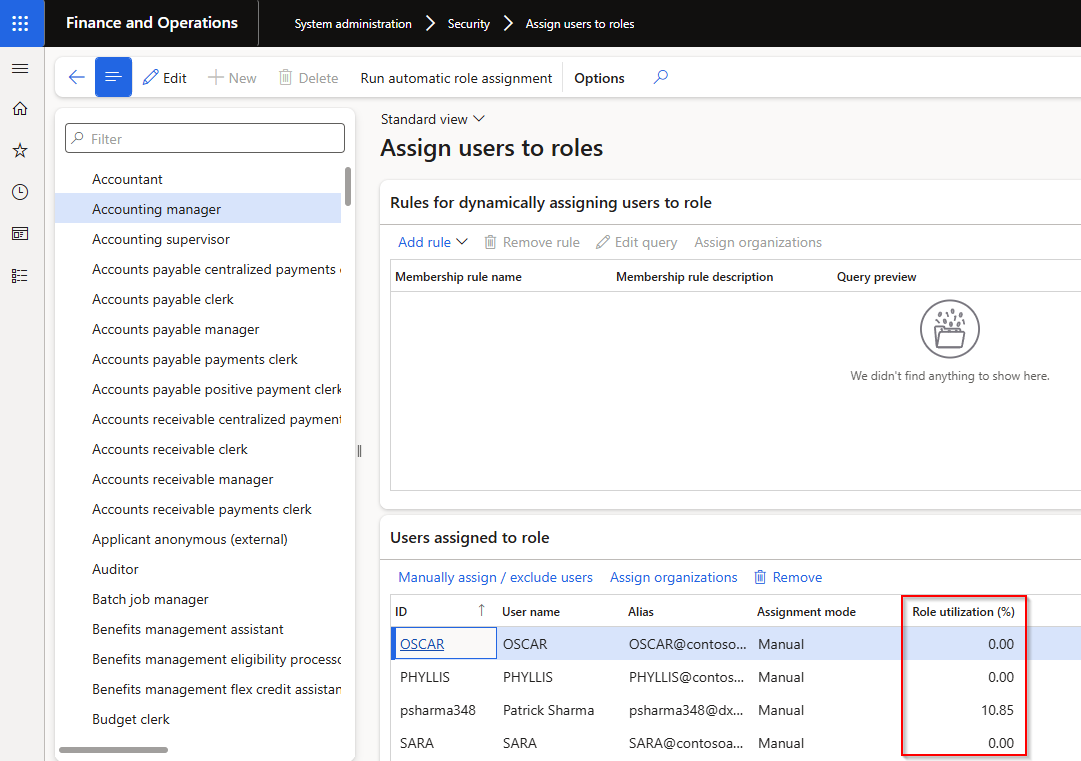 Finance and Operations
System administration > Security > Assign users to roles
Edit New Delete Run automatic role assignment Options
Filter
Accountant
Accounting manager
Accounting supervisor
Accounts payable centralized payments
Accounts payable clerk
Accounts payable manager
Accounts payable payments clerk
Accounts payable positive payment clerk
Accounts receivable centralized payment
Accounts receivable clerk
Accounts receivable manager
Accounts receivable payments clerk
Applicant anonymous (external)
Auditor
Batch job manager
Benefits management assistant
Benefits management eligibility processo
Benefits management flex credit assistan
Budget clerk
Standard view
Assign users to roles
Rules for dynamically assigning users to role
Add rule Remove rule Edit query Assign organizations
Membership rule name Membership rule description Query preview
We didn't find anything to show here.
Users assigned to role
Manually assign / exclude users Assign organizations Remove
ID User name Alias Assignment mode Role utilization (%)
OSCAR OSCAR OSCAR@contoso... Manual 0.00
PHYLLIS PHYLLIS PHYLLIS@contos... Manual 0.00
psharma348 Patrick Sharma psharma348@dx... Manual 10.85
SARA SARA SARA@contosoa... Manual 0.00